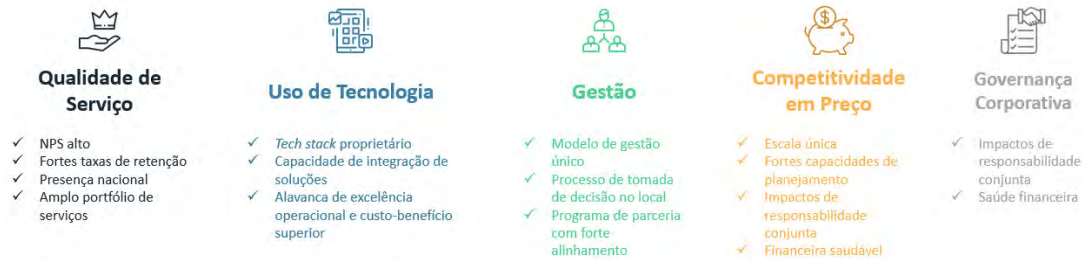 Qualidade de
Serviço
✓ NPS alto
✓ Fortes taxas de retenção
✓ Presença nacional
✓ Amplo portfólio de
serviços
Uso de Tecnologia
✓ Tech stack proprietário
✓ Capacidade de integração de
soluções
✓ Alavanca de excelência
operacional e custo-benefício
superior
Gestão
✓ Modelo de gestão
único
✓ Processo de tomada
de decisão no local
✓ Programa de parceria
com forte
alinhamento
Competitividade
em Preço
✓ Escala única
✓ Fortes capacidades de
planejamento
✓ Impactos de
responsabilidade
conjunta
✓ Financeira saudável
Governança
Corporativa
✓ Impactos de
responsabilidade
conjunta
✓ Saúde financeira